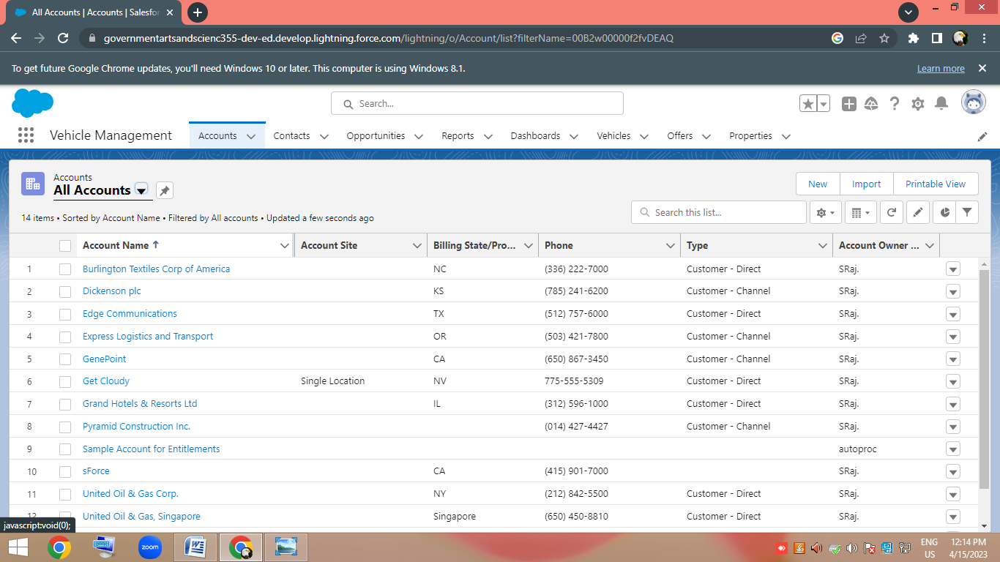 All Accounts | Accounts | Salesfor
governmentartsandscienc355-dev-ed.develop.lightning.force.com/lightning/o/Account/list?filterName=00B2w00000f2fvDEAQ
To get future Google Chrome updates, you'll need Windows 10 or later. This computer is using Windows 8.1. Learn more
Search...
Vehicle Management Accounts Contacts Opportunities Reports Dashboards Vehicles Offers Properties
Accounts
All Accounts
New Import Printable View
14 items • Sorted by Account Name • Filtered by All accounts • Updated a few seconds ago
Search this list...
Account Name ↑ Account Site Billing State/Pro... Phone Type Account Owner ...
1 Burlington Textiles Corp of America NC (336) 222-7000 Customer - Direct SRaj.
2 Dickenson plc KS (785) 241-6200 Customer - Channel SRaj.
3 Edge Communications TX (512) 757-6000 Customer - Direct SRaj.
4 Express Logistics and Transport OR (503) 421-7800 Customer - Channel SRaj.
5 GenePoint CA (650) 867-3450 Customer - Channel SRaj.
6 Get Cloudy Single Location NV 775-555-5309 Customer - Direct SRaj.
7 Grand Hotels & Resorts Ltd IL (312) 596-1000 Customer - Direct SRaj.
8 Pyramid Construction Inc. (014) 427-4427 Customer - Channel SRaj.
9 Sample Account for Entitlements autoproc
10 sForce CA (415) 901-7000 SRaj.
11 United Oil & Gas Corp. NY (212) 842-5500 Customer - Direct SRaj.
12 United Oil & Gas, Singapore Singapore (650) 450-8810 Customer - Direct SRaj.
javascript:void(0);
zoom
ENG 12:14 PM
US 4/15/2023